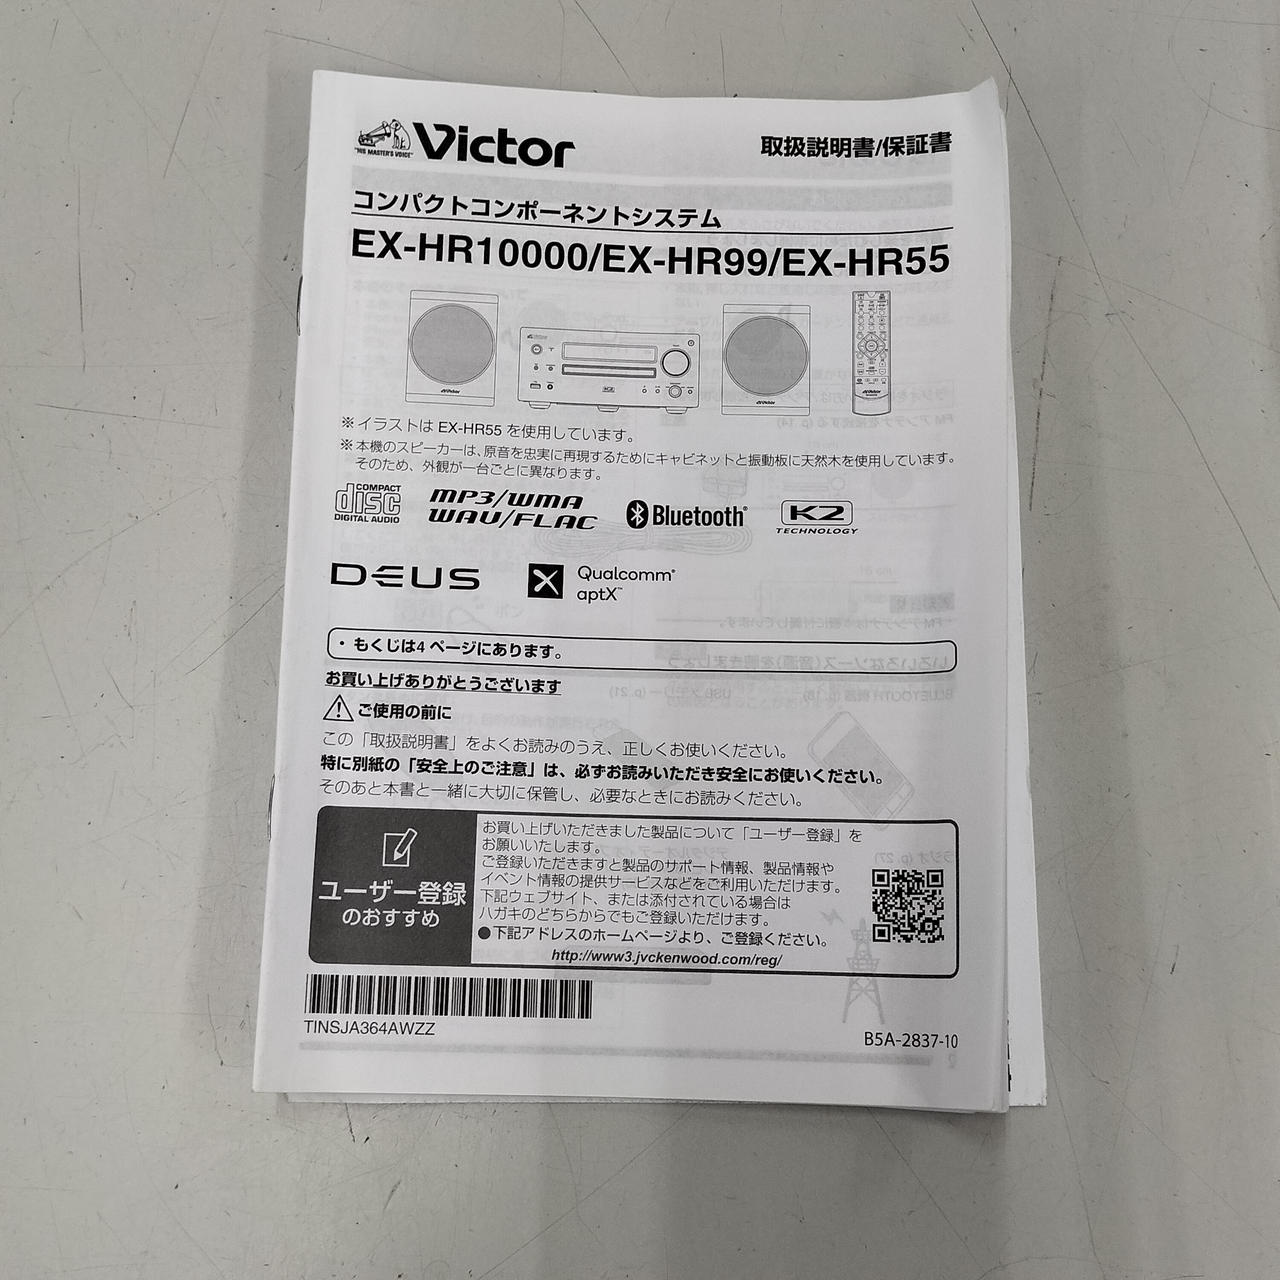 "HIS MASTER'S VOICE"
Victor
取扱説明書/保証書
コンパクトコンポーネントシステム
EX-HR10000/EX-HR99/EX-HR55
※ イラストは EX-HR55 を使用しています。
※ 本機のスピーカーは、原音を忠実に再現するためにキャビネットと振動板に天然木を使用しています。
そのため、外観が一台ごとに異なります。
COMPACT
disc
DIGITAL AUDIO
MP3/WMA
WAV/FLAC
Bluetooth®
K2
TECHNOLOGY
DEUS
Qualcomm®
aptX™
・ もくじは4 ページにあります。
お買い上げありがとうございます
ご使用の前に
この「取扱説明書」をよくお読みのうえ、正しくお使いください。
特に別紙の「安全上のご注意」は、必ずお読みいただき安全にお使いください。
そのあと本書と一緒に大切に保管し、必要なときにお読みください。
ユーザー登録
のおすすめ
お買い上げいただきました製品について「ユーザー登録」を
お願いいたします。
ご登録いただきますと製品のサポート情報、製品情報や
イベント情報の提供サービスなどをご利用いただけます。
下記ウェブサイト、または添付されている場合は
ハガキのどちらからでもご登録いただけます。
●下記アドレスのホームページより、ご登録ください。
http://www3.jvckenwood.com/reg/
TINSJA364AWZZ
B5A-2837-10